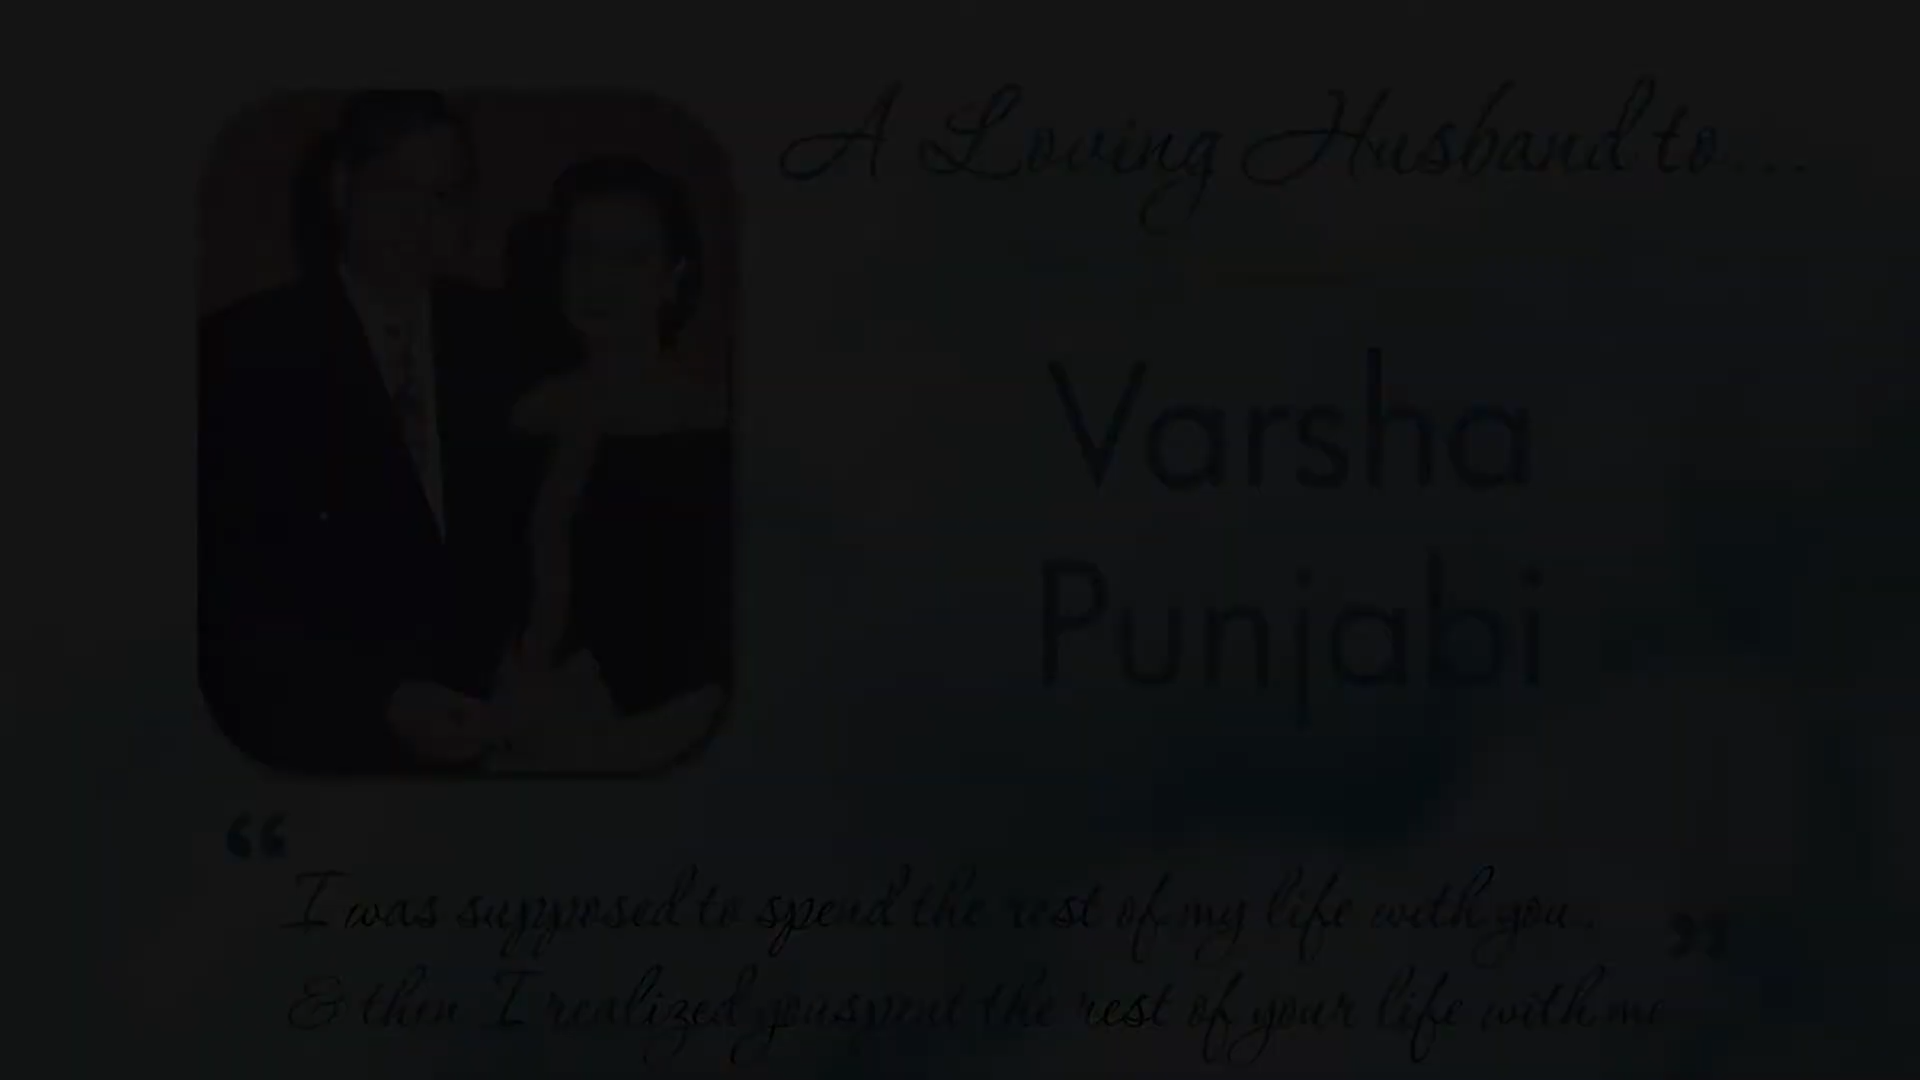 A Loving Husband to...
Varsha
Punjabi
“
I was supposed to spend the rest of my life with you.
& then I realized you spent the rest of your life with me
”